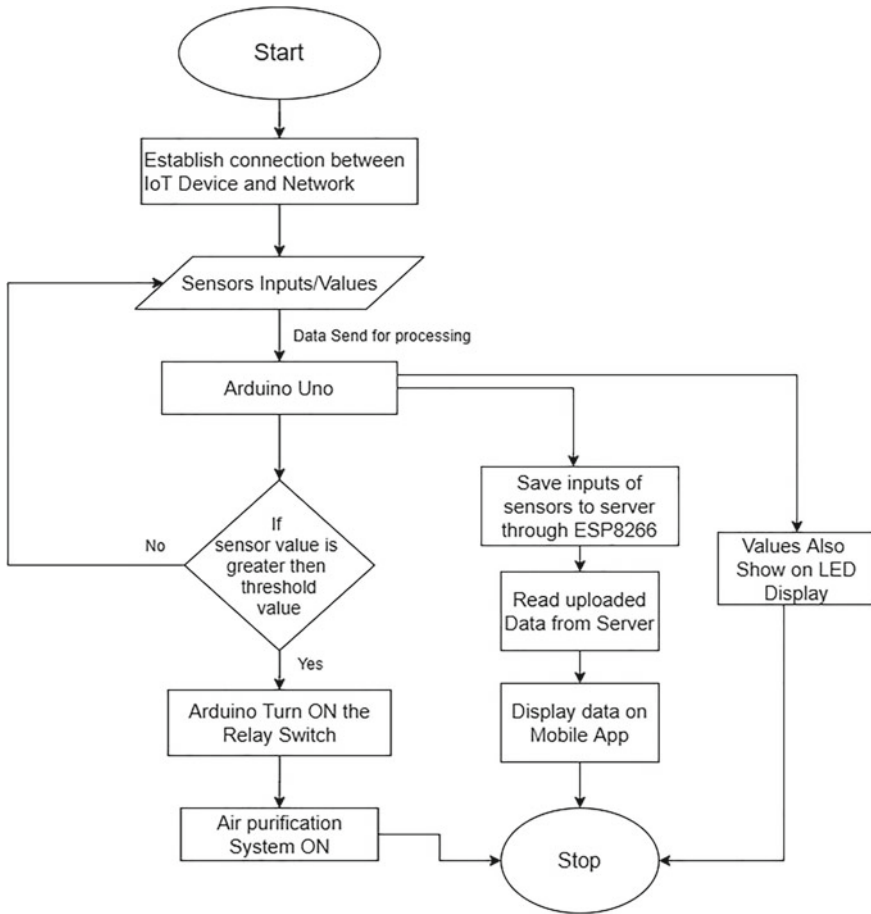 Start
Establish connection between
IoT Device and Network
Sensors Inputs/Values
Data Send for processing
Arduino Uno
If
sensor value is
greater then
threshold
value
No
Yes
Arduino Turn ON the
Relay Switch
Air purification
System ON
Save inputs of
sensors to server
through ESP8266
Read uploaded
Data from Server
Display data on
Mobile App
Values Also
Show on LED
Display
Stop